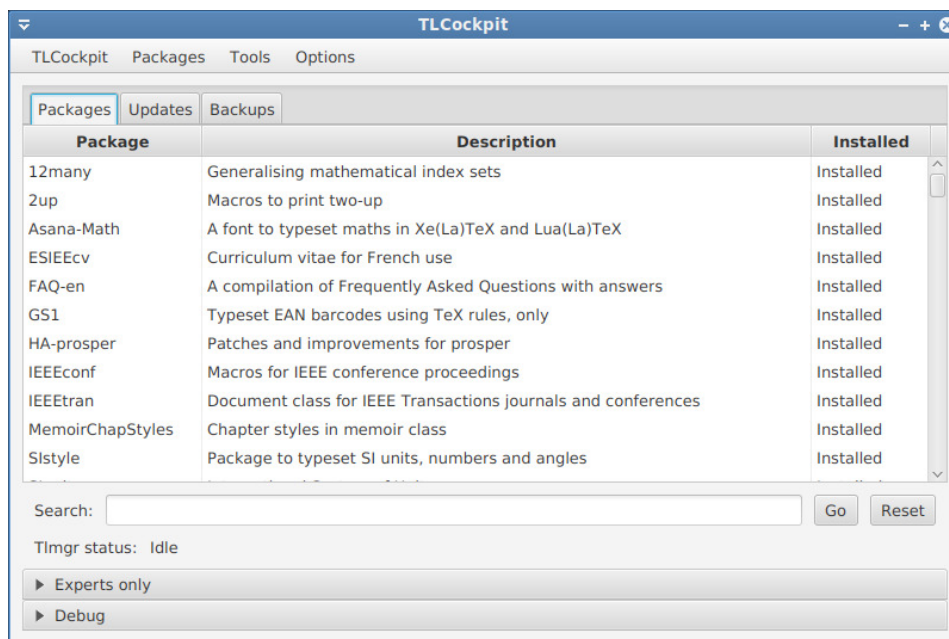 TLCockpit
TLCockpit Packages Tools Options
Packages Updates Backups
Package Description Installed
12many Generalising mathematical index sets Installed
2up Macros to print two-up Installed
Asana-Math A font to typeset maths in Xe(La)TeX and Lua(La)TeX Installed
ESIEEcv Curriculum vitae for French use Installed
FAQ-en A compilation of Frequently Asked Questions with answers Installed
GS1 Typeset EAN barcodes using TeX rules, only Installed
HA-prosper Patches and improvements for prosper Installed
IEEEconf Macros for IEEE conference proceedings Installed
IEEEtran Document class for IEEE Transactions journals and conferences Installed
MemoirChapStyles Chapter styles in memoir class Installed
SIstyle Package to typeset SI units, numbers and angles Installed
Search: Go Reset
Tlmgr status: Idle
Experts only
Debug